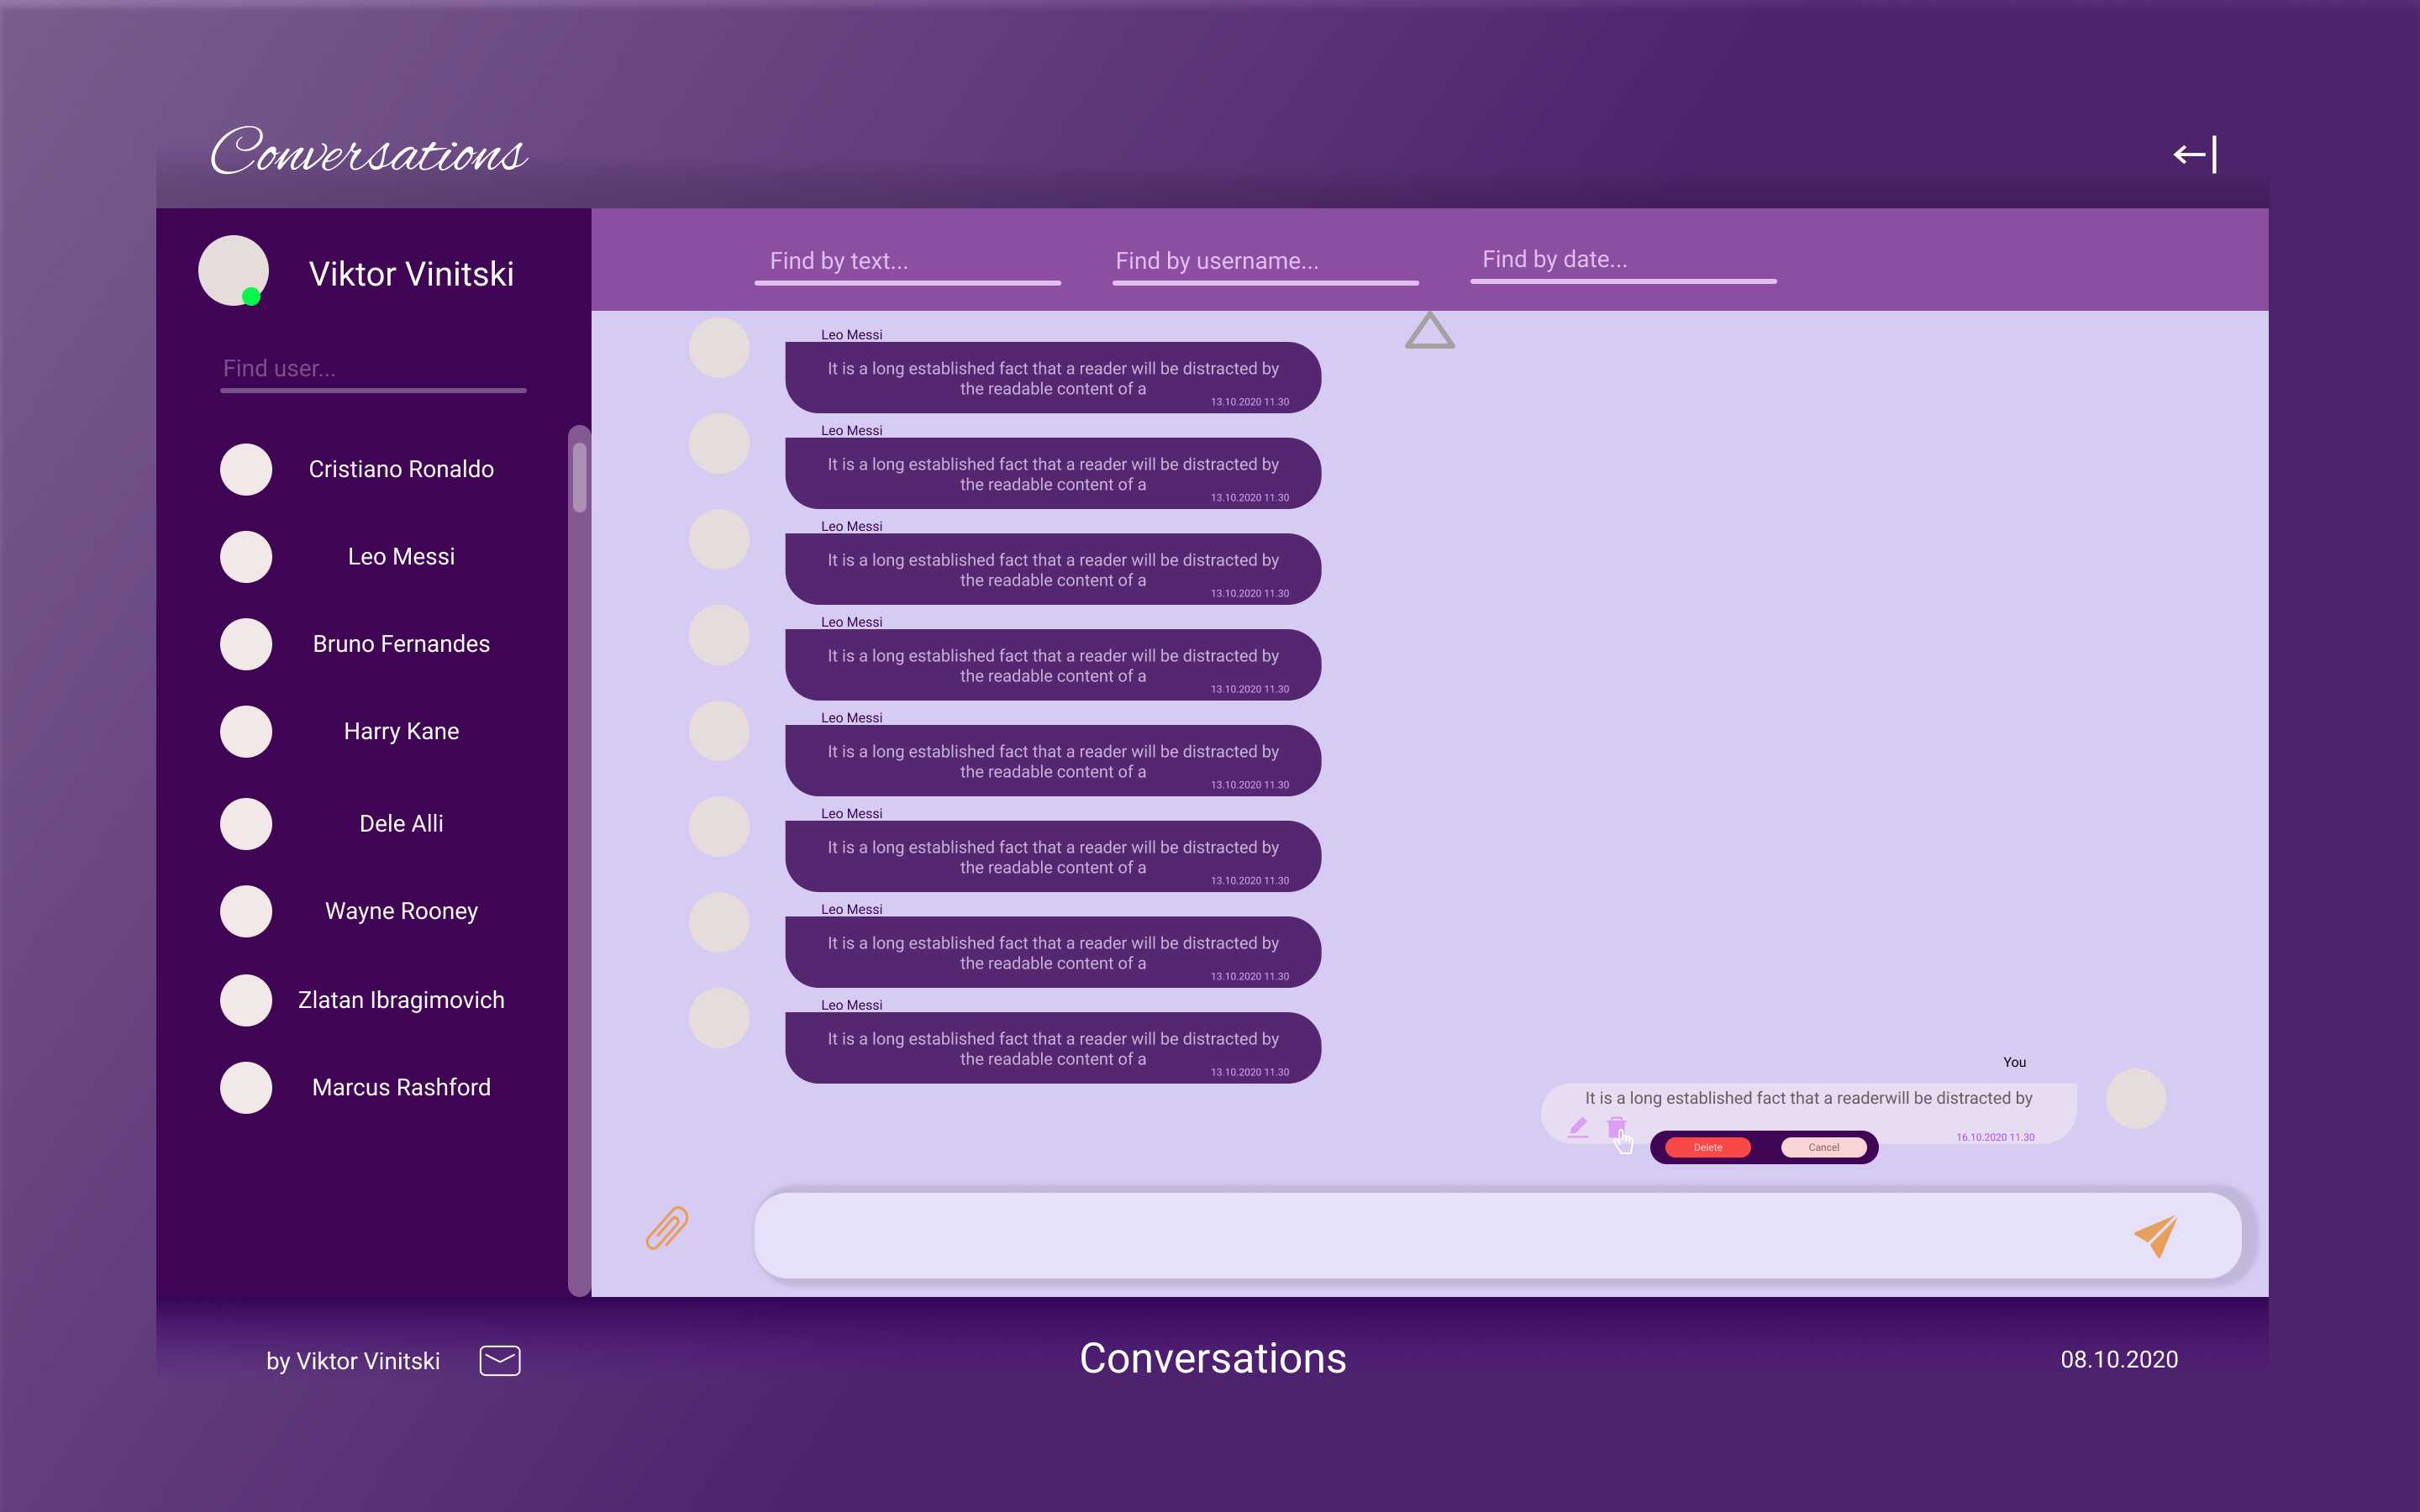 Conversations
Viktor Vinitski
Find user...
Cristiano Ronaldo
Leo Messi
Bruno Fernandes
Harry Kane
Dele Alli
Wayne Rooney
Zlatan Ibragimovich
Marcus Rashford
Find by text...
Find by username...
Find by date...
Leo Messi
It is a long established fact that a reader will be distracted by
the readable content of a
13.10.2020 11.30
Leo Messi
It is a long established fact that a reader will be distracted by
the readable content of a
13.10.2020 11.30
Leo Messi
It is a long established fact that a reader will be distracted by
the readable content of a
13.10.2020 11.30
Leo Messi
It is a long established fact that a reader will be distracted by
the readable content of a
13.10.2020 11.30
Leo Messi
It is a long established fact that a reader will be distracted by
the readable content of a
13.10.2020 11.30
Leo Messi
It is a long established fact that a reader will be distracted by
the readable content of a
13.10.2020 11.30
Leo Messi
It is a long established fact that a reader will be distracted by
the readable content of a
13.10.2020 11.30
Leo Messi
It is a long established fact that a reader will be distracted by
the readable content of a
13.10.2020 11.30
You
It is a long established fact that a readerwill be distracted by
16.10.2020 11.30
Delete
Cancel
by Viktor Vinitski
Conversations
08.10.2020